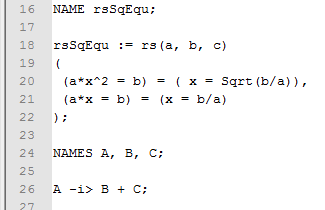 16 NAME rsSqEqu;
17
18 rsSqEqu := rs(a, b, c)
19 (
20 (a*x^2 = b) = ( x = Sqrt(b/a)),
21 (a*x = b) = (x = b/a)
22 );
23
24 NAMES A, B, C;
25
26 A -i> B + C;
27